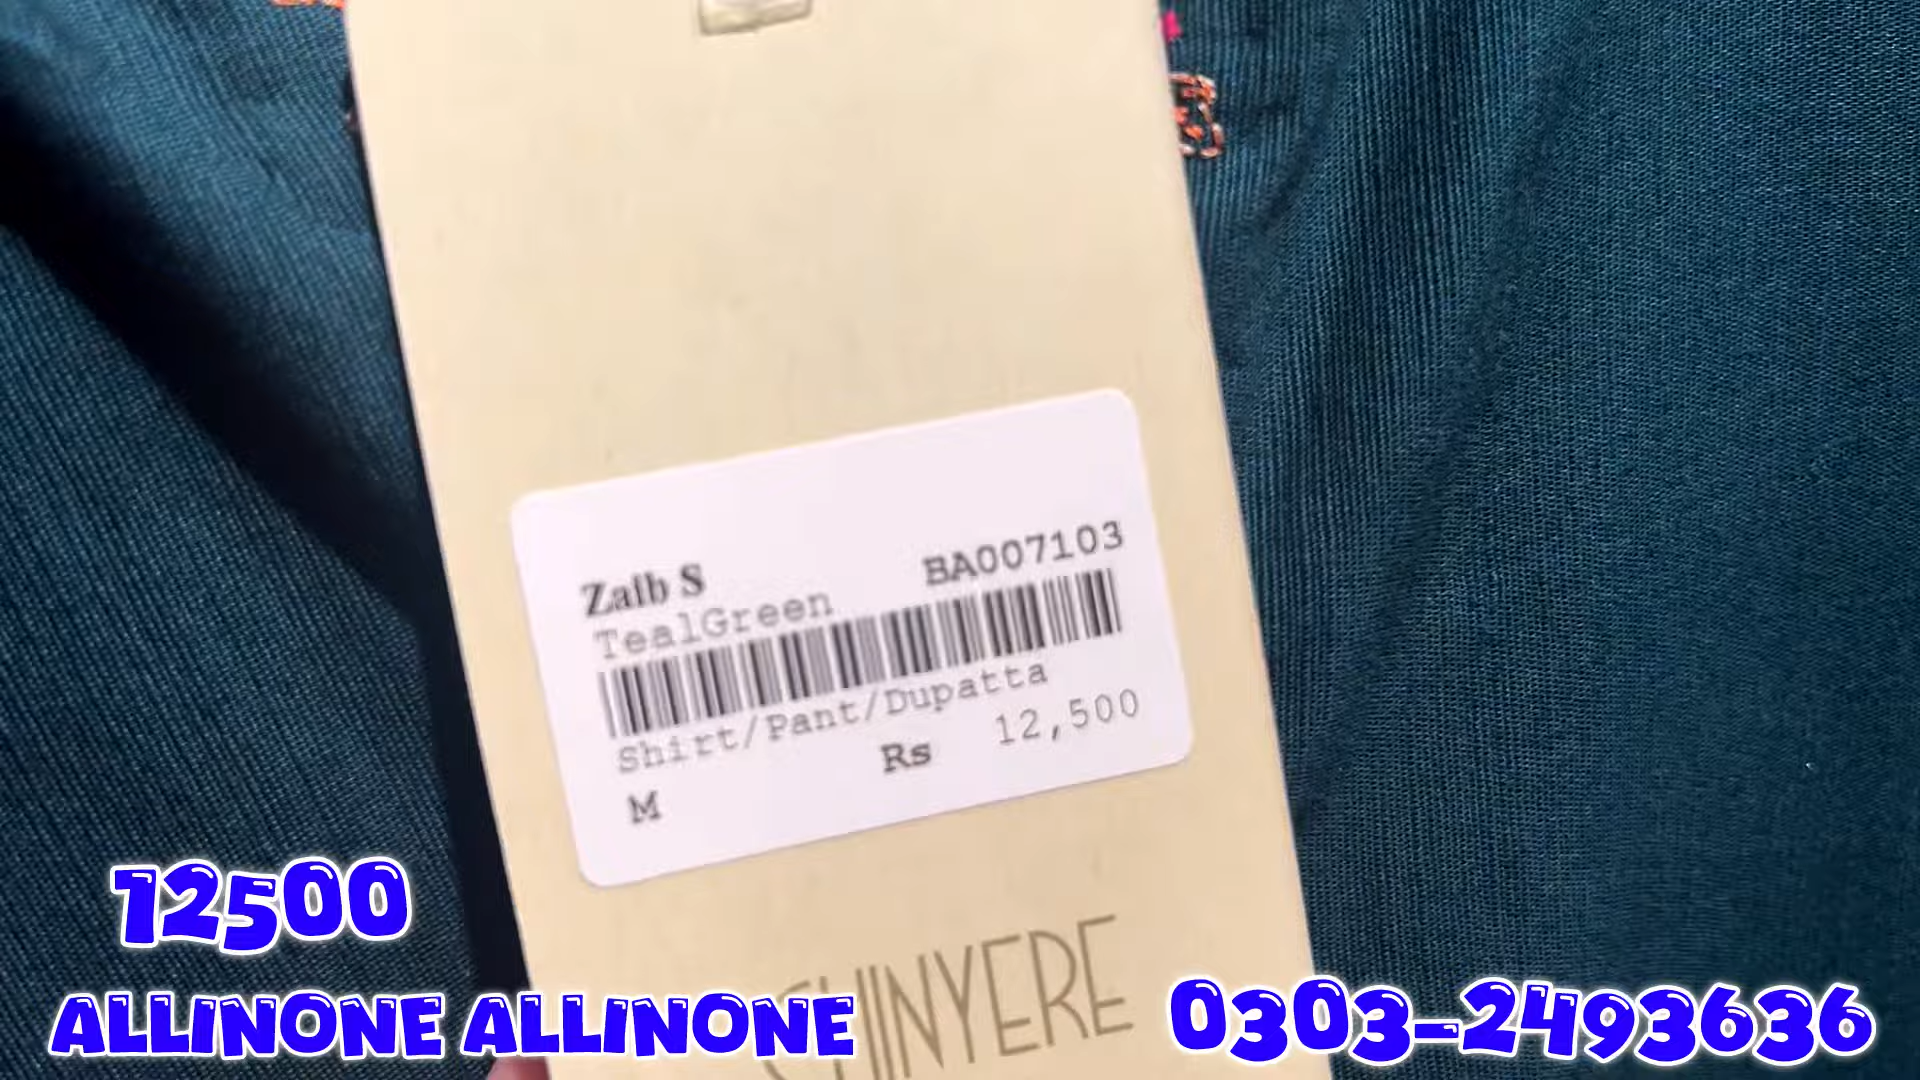 Zaib S
BA007103
TealGreen
Shirt/Pant/Dupatta
Rs 12,500
M
CHINYERE
12500
ALLINONE ALLINONE
0303-2493636